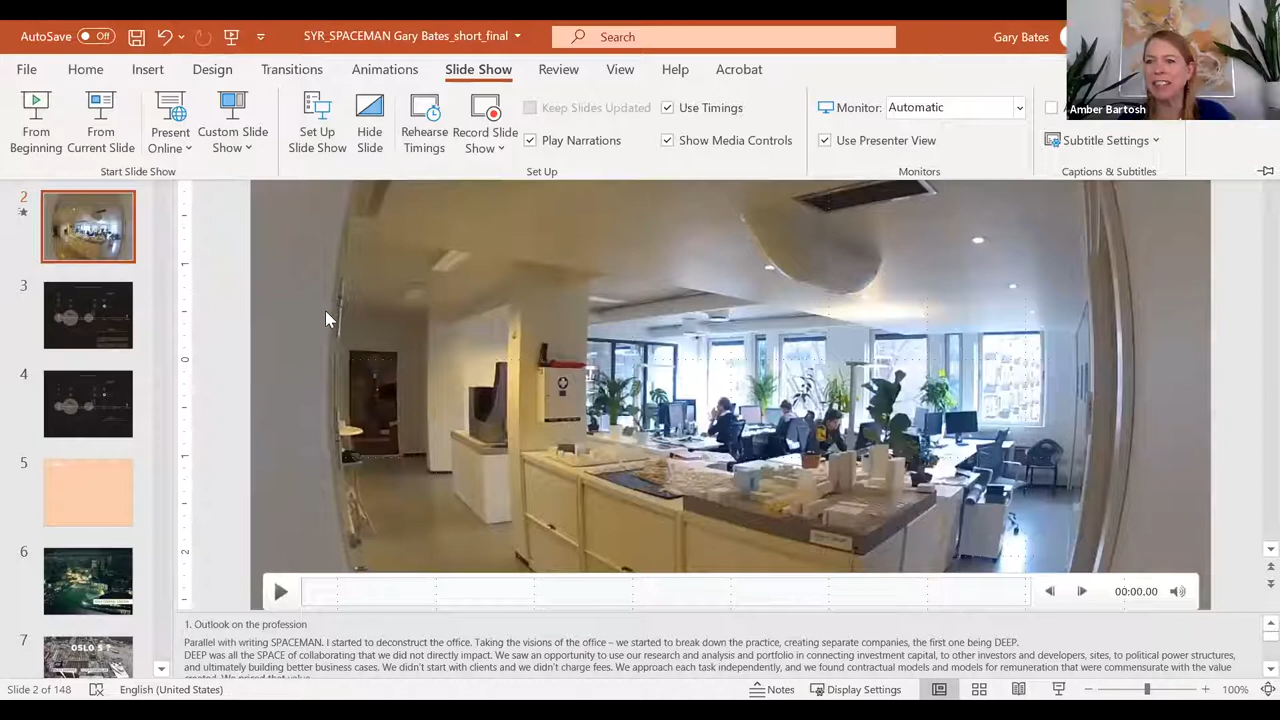 AutoSave Off SYR_SPACEMAN Gary Bates_short_final Search Gary Bates
File Home Insert Design Transitions Animations Slide Show Review View Help Acrobat
Keep Slides Updated Use Timings Monitor: Automatic
From Beginning From Current Slide Present Online Custom Slide Show Set Up Slide Show Hide Slide Rehearse Timings Record Slide Show Play Narrations Show Media Controls Use Presenter View Subtitle Settings
Start Slide Show Set Up Monitors Captions & Subtitles
Amber Bartosh
2
3
4
5
6
7
OSLO S ?
1
0
1
2
00:00.00
1. Outlook on the profession
Parallel with writing SPACEMAN. I started to deconstruct the office. Taking the visions of the office – we started to break down the practice, creating separate companies, the first one being DEEP.
DEEP was all the SPACE of collaborating that we did not directly impact. We saw an opportunity to use our research and analysis and portfolio in connecting investment capital, to other investors and developers, sites, to political power structures,
and ultimately building better business cases. We didn't start with clients and we didn't charge fees. We approach each task independently, and we found contractual models and models for remuneration that were commensurate with the value
created. We priced that value.
Slide 2 of 148 English (United States) Notes Display Settings 100%